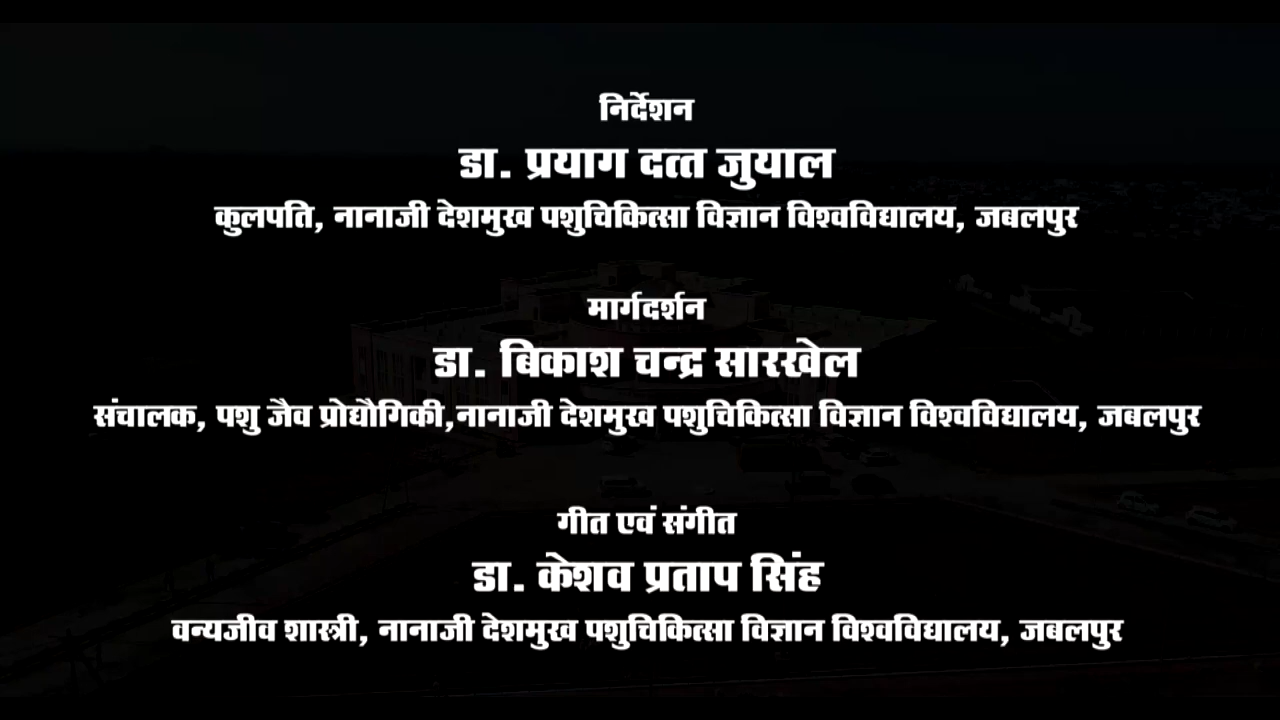 निर्देशन
डा. प्रयाग दत्त जुयाल
कुलपति, नानाजी देशमुख पशुचिकित्सा विज्ञान विश्वविद्यालय, जबलपुर
मार्गदर्शन
डा. बिकाश चन्द्र सारखेल
संचालक, पशु जैव प्रोद्यौगिकी,नानाजी देशमुख पशुचिकित्सा विज्ञान विश्वविद्यालय, जबलपुर
गीत एवं संगीत
डा. केशव प्रताप सिंह
वन्यजीव शास्त्री, नानाजी देशमुख पशुचिकित्सा विज्ञान विश्वविद्यालय, जबलपुर